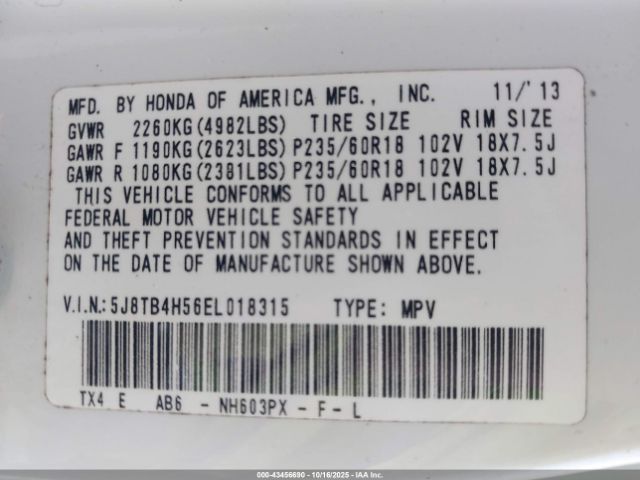 MFD. BY HONDA OF AMERICA MFG., INC. 11/'13
GVWR 2260KG(4982LBS) TIRE SIZE RIM SIZE
GAWR F 1190KG(2623LBS) P235/60R18 102V 18X7.5J
GAWR R 1080KG(2381LBS) P235/60R18 102V 18X7.5J
THIS VEHICLE CONFORMS TO ALL APPLICABLE
FEDERAL MOTOR VEHICLE SAFETY
AND THEFT PREVENTION STANDARDS IN EFFECT
ON THE DATE OF MANUFACTURE SHOWN ABOVE.
V.I.N.:5J8TB4H56EL018315 TYPE: MPV
TX4 E AB6 - NH603PX - F - L
000-43456690 - 10/16/2025 - IAA Inc.